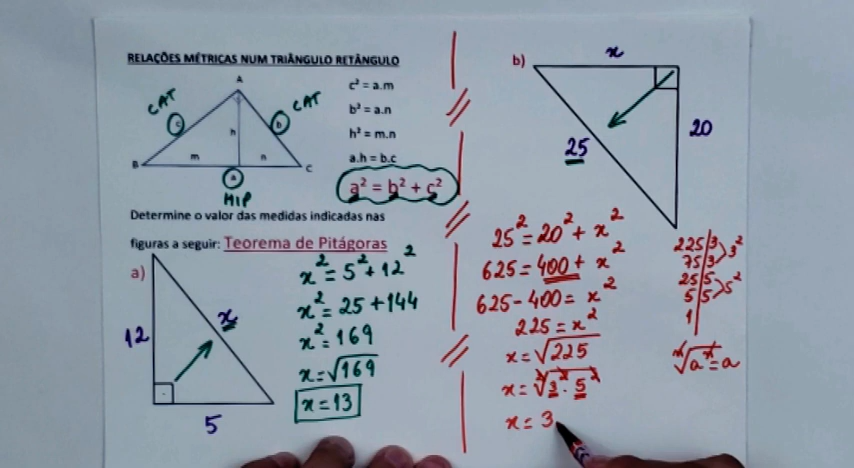 RELAÇÕES MÉTRICAS NUM TRIÂNGULO RETÂNGULO
A
CAT
CAT
c
b
h
m
n
B
C
a
HIP
c² = a.m
b² = a.n
h² = m.n
a.h = b.c
a² = b² + c²
Determine o valor das medidas indicadas nas
figuras a seguir: Teorema de Pitágoras
a)
12
x
5
x² = 5² + 12²
x² = 25 + 144
x² = 169
x = √169
x = 13
b)
x
25
20
25² = 20² + x²
625 = 400 + x²
625 - 400 = x²
225 = x²
x = √225
x = ²√3² · 5²
x = 3
225 3
75 3 3²
25 5
5 5 5²
1
ⁿ√aⁿ = a